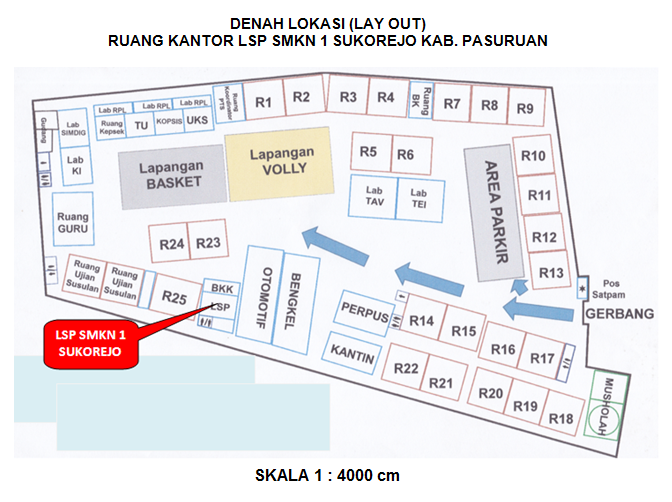 DENAH LOKASI (LAY OUT)
RUANG KANTOR LSP SMKN 1 SUKOREJO KAB. PASURUAN
Gudang
Lab
SIMDIG
Lab RPL
Lab RPL
Lab RPL
Ruang
Kepsek
TU
KOPSIS
UKS
Ruang
Koordinator
PTS
R1
R2
R3
R4
Ruang
BK
R7
R8
R9
Lab
KI
Lapangan
BASKET
Lapangan
VOLLY
R5
R6
AREA PARKIR
R10
R11
R12
R13
Lab
TAV
Lab
TEI
Ruang
GURU
R24
R23
Ruang
Ujian
Susulan
Ruang
Ujian
Susulan
R25
BKK
LSP
OTOMOTIF
BENGKEL
LSP SMKN 1
SUKOREJO
PERPUS
KANTIN
R14
R15
R16
R17
R22
R21
R20
R19
R18
*
Pos
Satpam
GERBANG
MUSHOLAH
SKALA 1 : 4000 cm